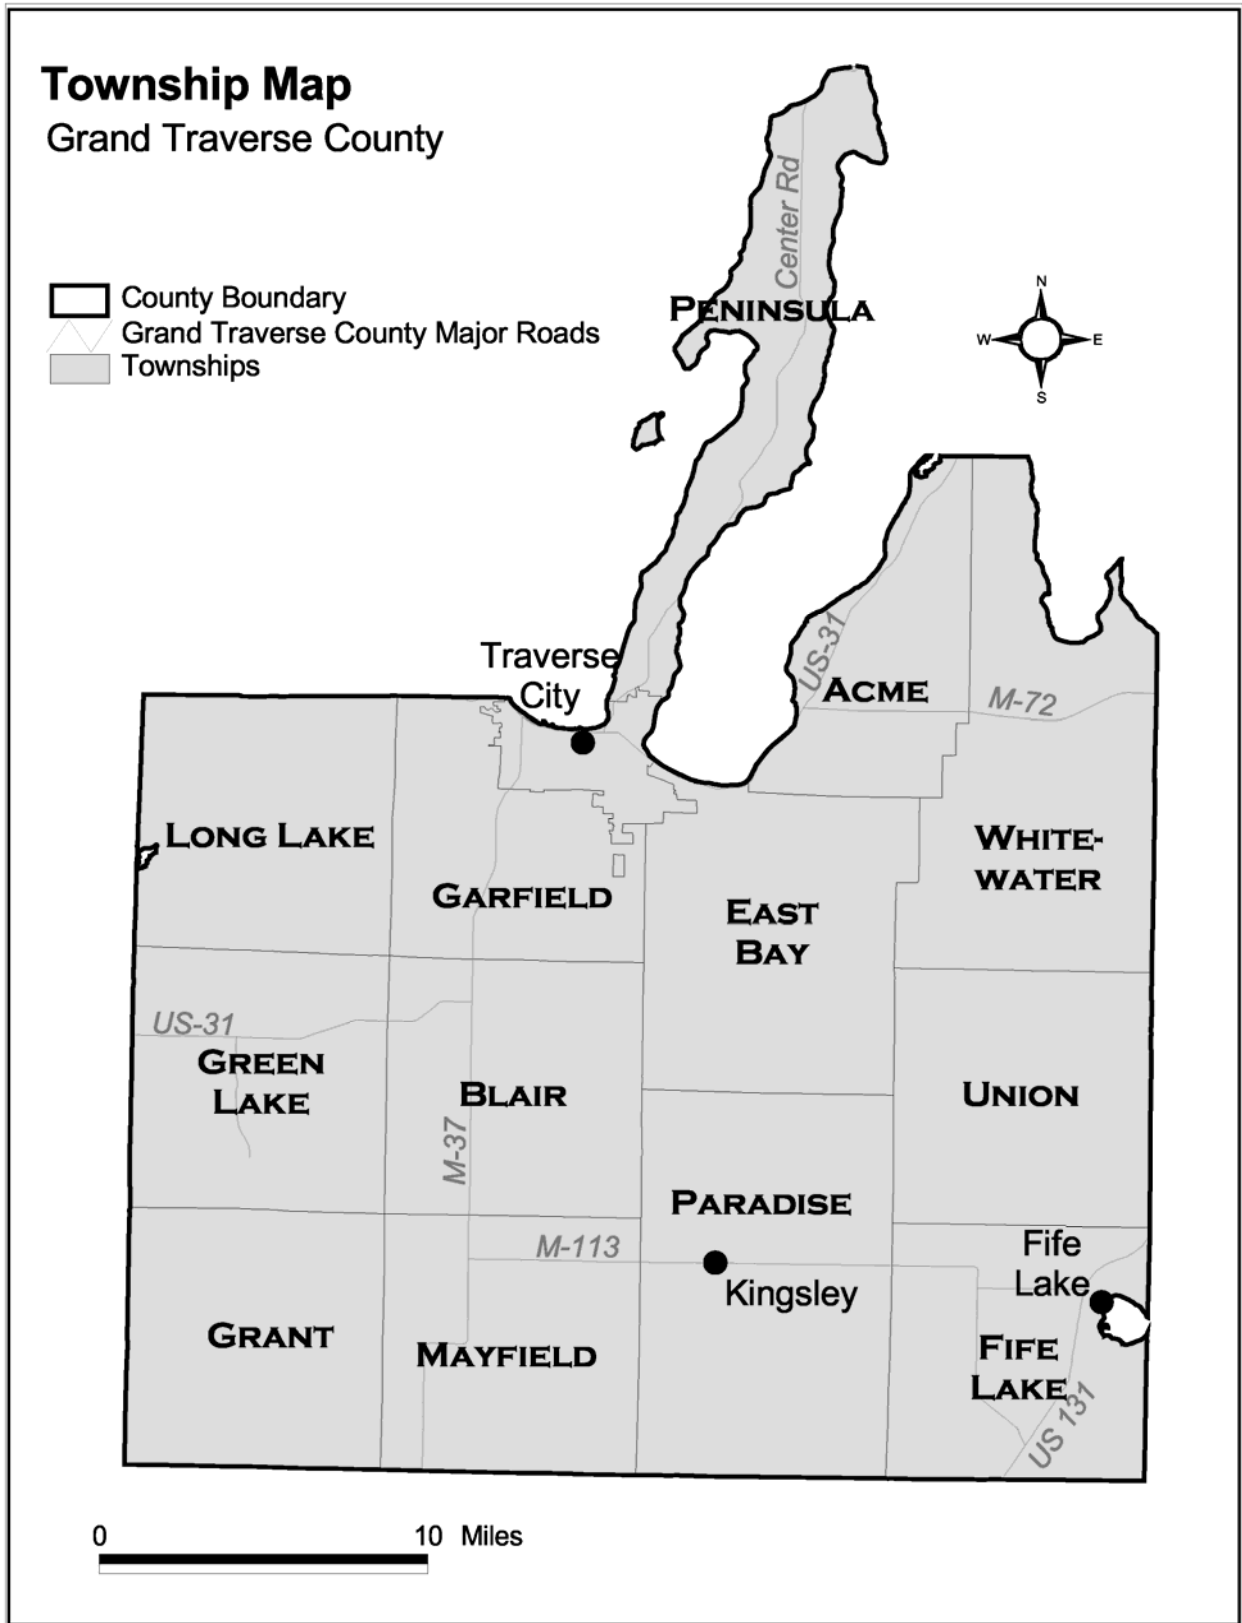 Township Map
Grand Traverse County
County Boundary
Grand Traverse County Major Roads
Townships
Center Rd
PENINSULA
N
W
E
S
Traverse
City
US-31
ACME
M-72
LONG LAKE
GARFIELD
EAST
BAY
WHITE-
WATER
US-31
GREEN
LAKE
BLAIR
M-37
UNION
PARADISE
M-113
Kingsley
Fife
Lake
GRANT
MAYFIELD
FIFE
LAKE
US 131
0
10 Miles